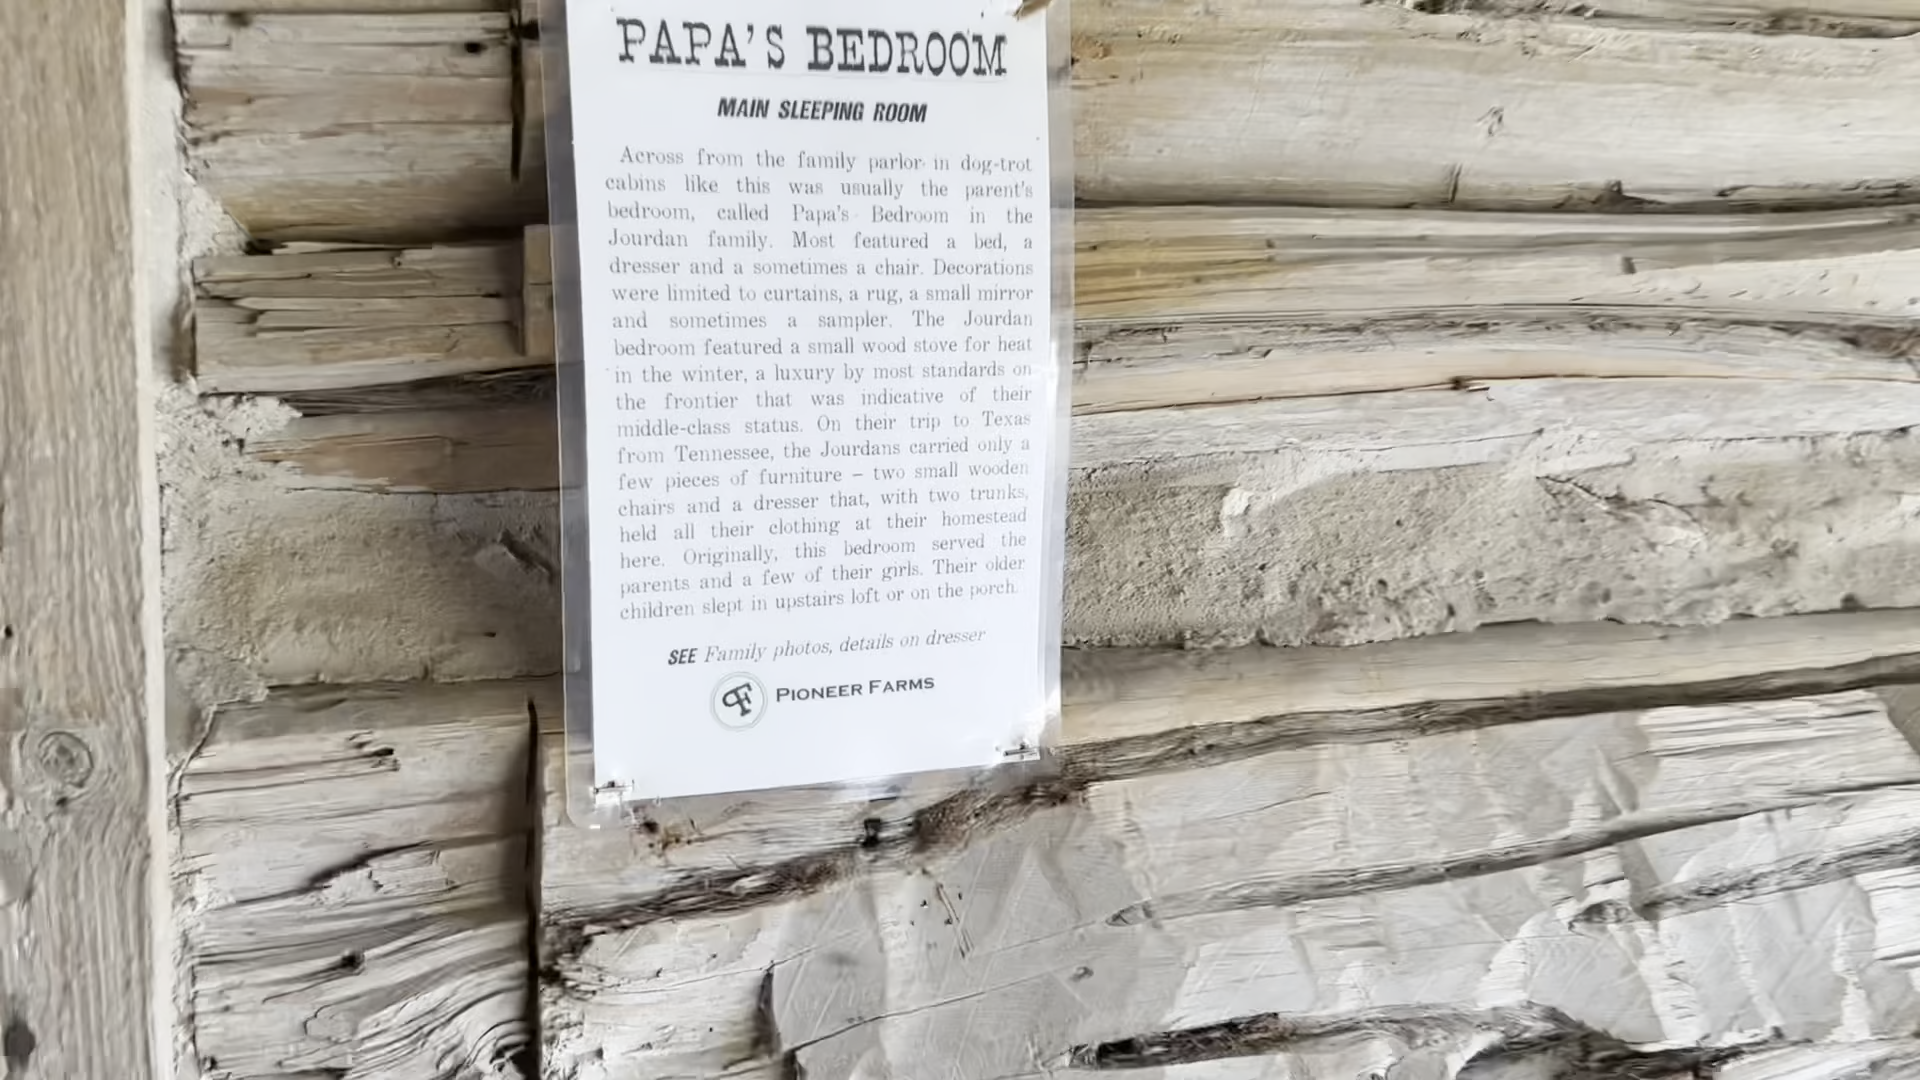 PAPA'S BEDROOM
MAIN SLEEPING ROOM
Across from the family parlor in dog-trot
cabins like this was usually the parent's
bedroom, called Papa's Bedroom in the
Jourdan family. Most featured a bed, a
dresser and a sometimes a chair. Decorations
were limited to curtains, a rug, a small mirror
and sometimes a sampler. The Jourdan
bedroom featured a small wood stove for heat
in the winter, a luxury by most standards on
the frontier that was indicative of their
middle-class status. On their trip to Texas
from Tennessee, the Jourdans carried only a
few pieces of furniture – two small wooden
chairs and a dresser that, with two trunks,
held all their clothing at their homestead
here. Originally, this bedroom served the
parents and a few of their girls. Their older
children slept in upstairs loft or on the porch.
SEE Family photos, details on dresser
PF PIONEER FARMS